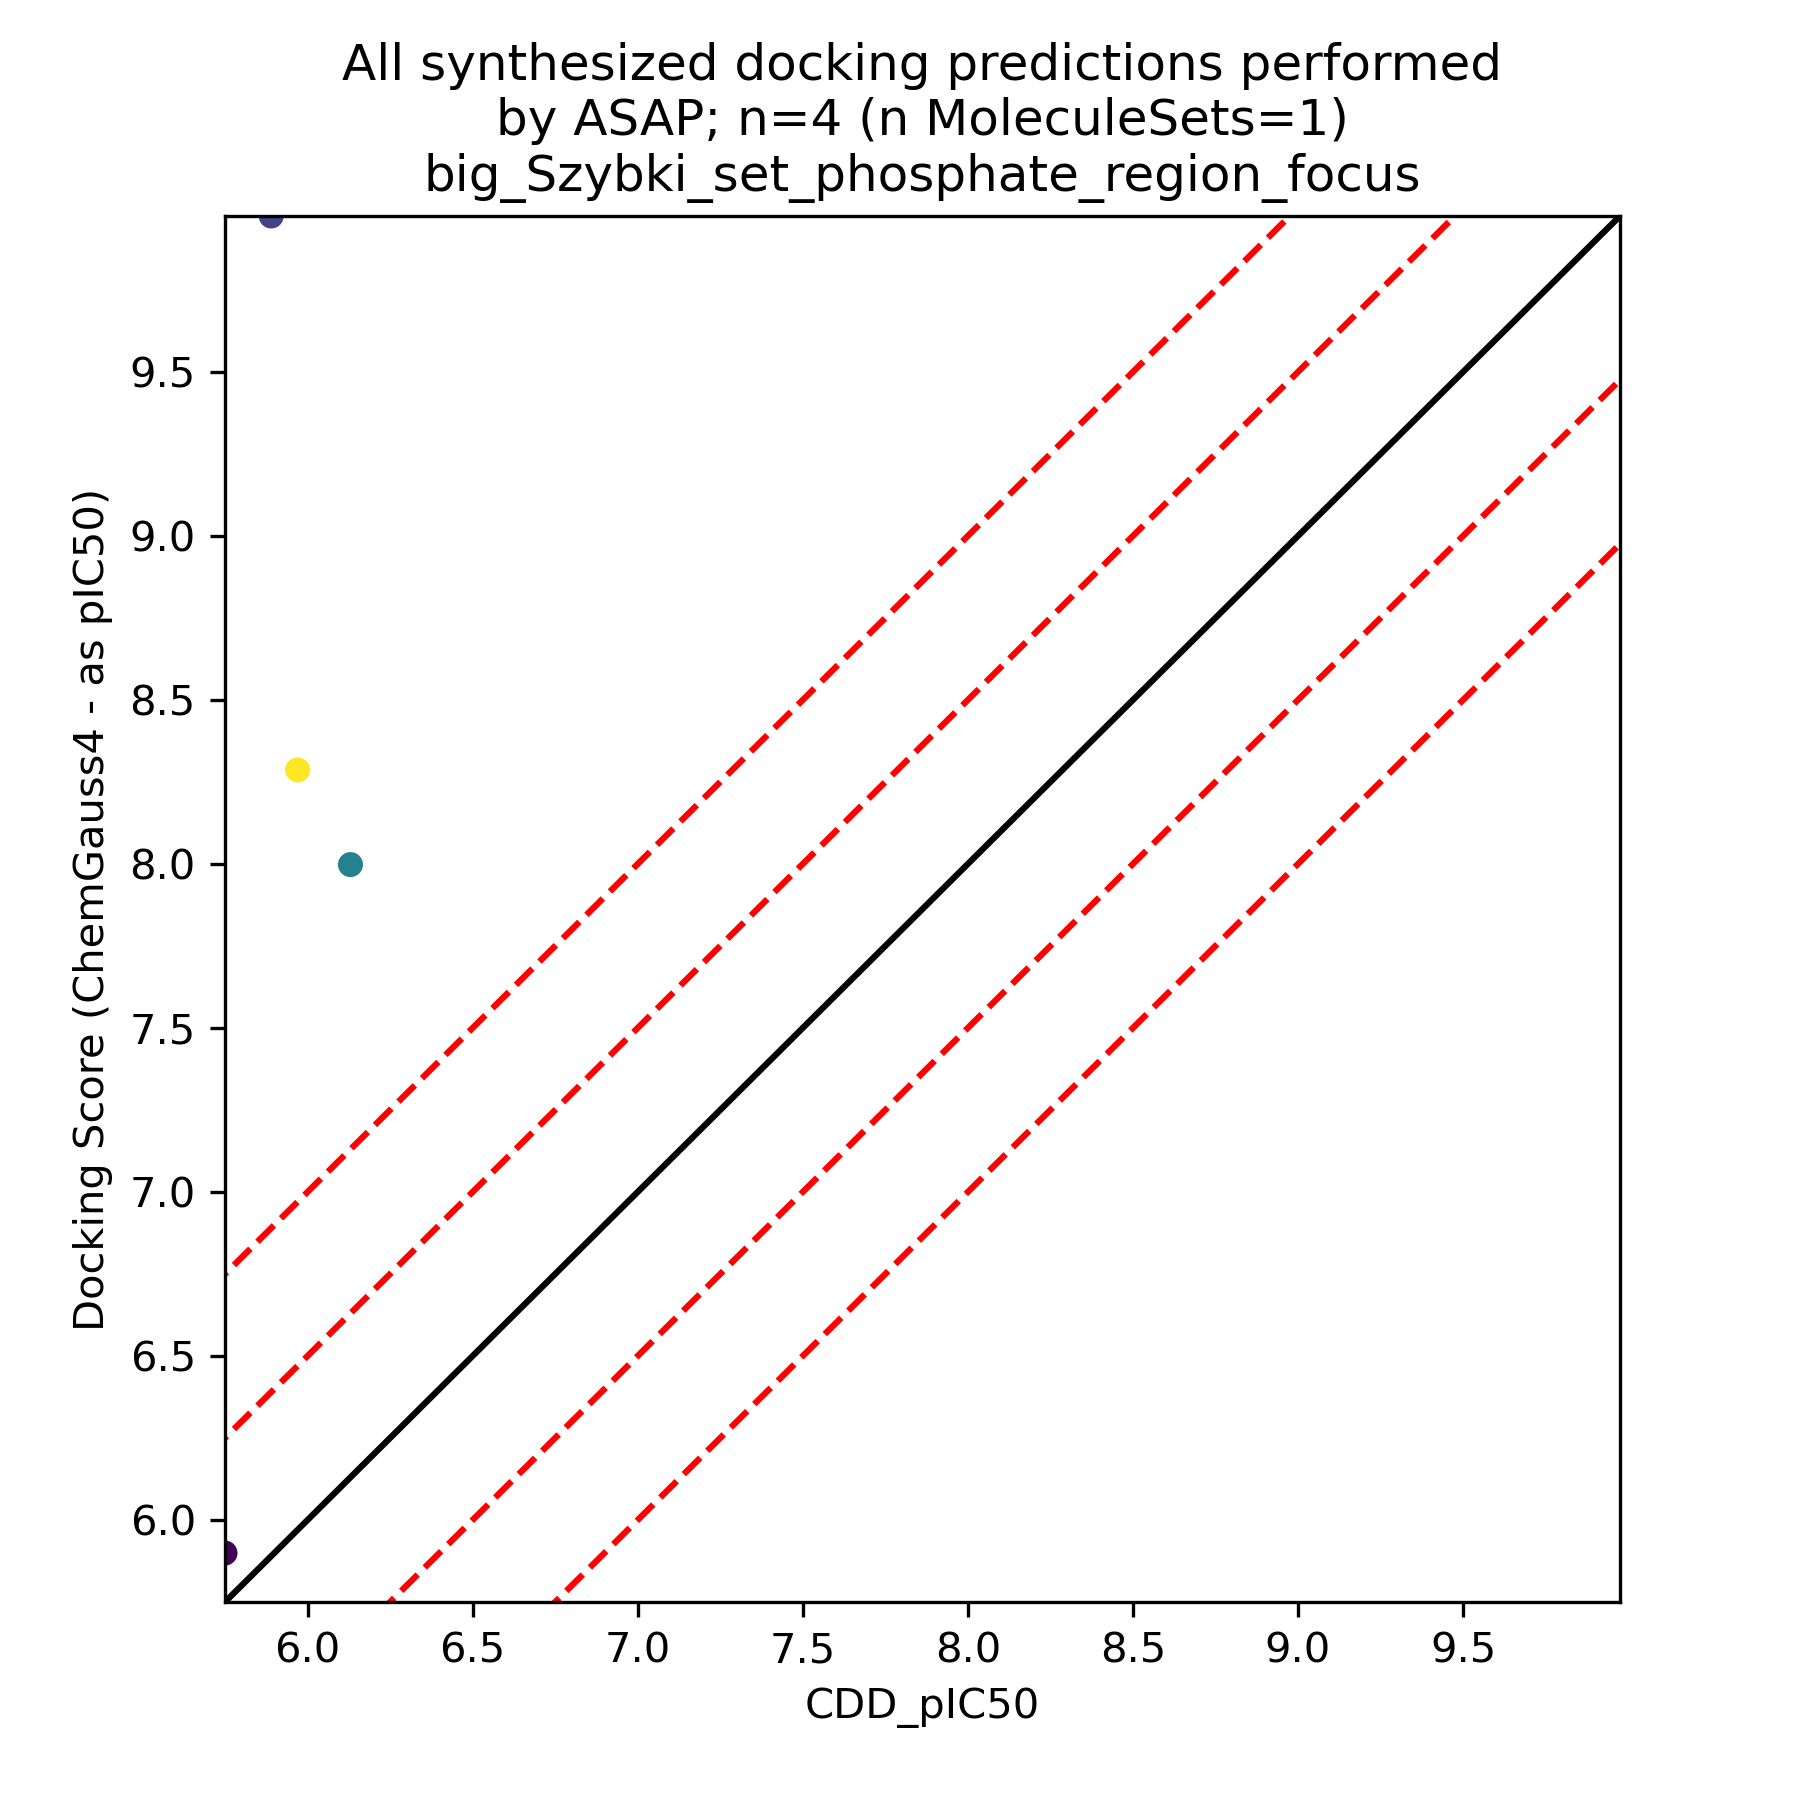 All synthesized docking predictions performed
by ASAP; n=4 (n MoleculeSets=1)
big_Szybki_set_phosphate_region_focus
9.5
9.0
8.5
8.0
7.5
7.0
6.5
6.0
Docking Score (ChemGauss4 - as pIC50)
6.0 6.5 7.0 7.5 8.0 8.5 9.0 9.5
CDD_pIC50